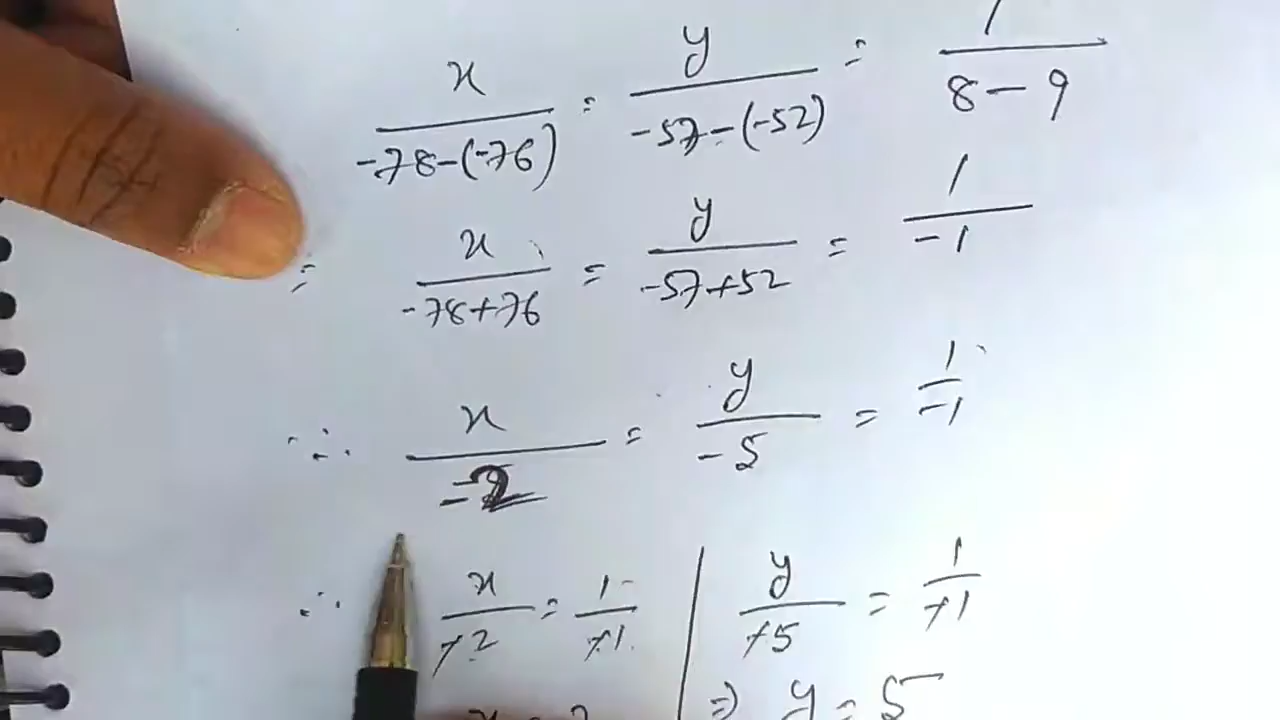 x/(-78-(-76)) = y/(-57-(-52)) = 1/(8-9)
= x/(-78+76) = y/(-57+52) = 1/-1
∴ x/-2 = y/-5 = 1/-1
∴ x/-2 = 1/-1 | y/-5 = 1/-1
⇒ y = 5